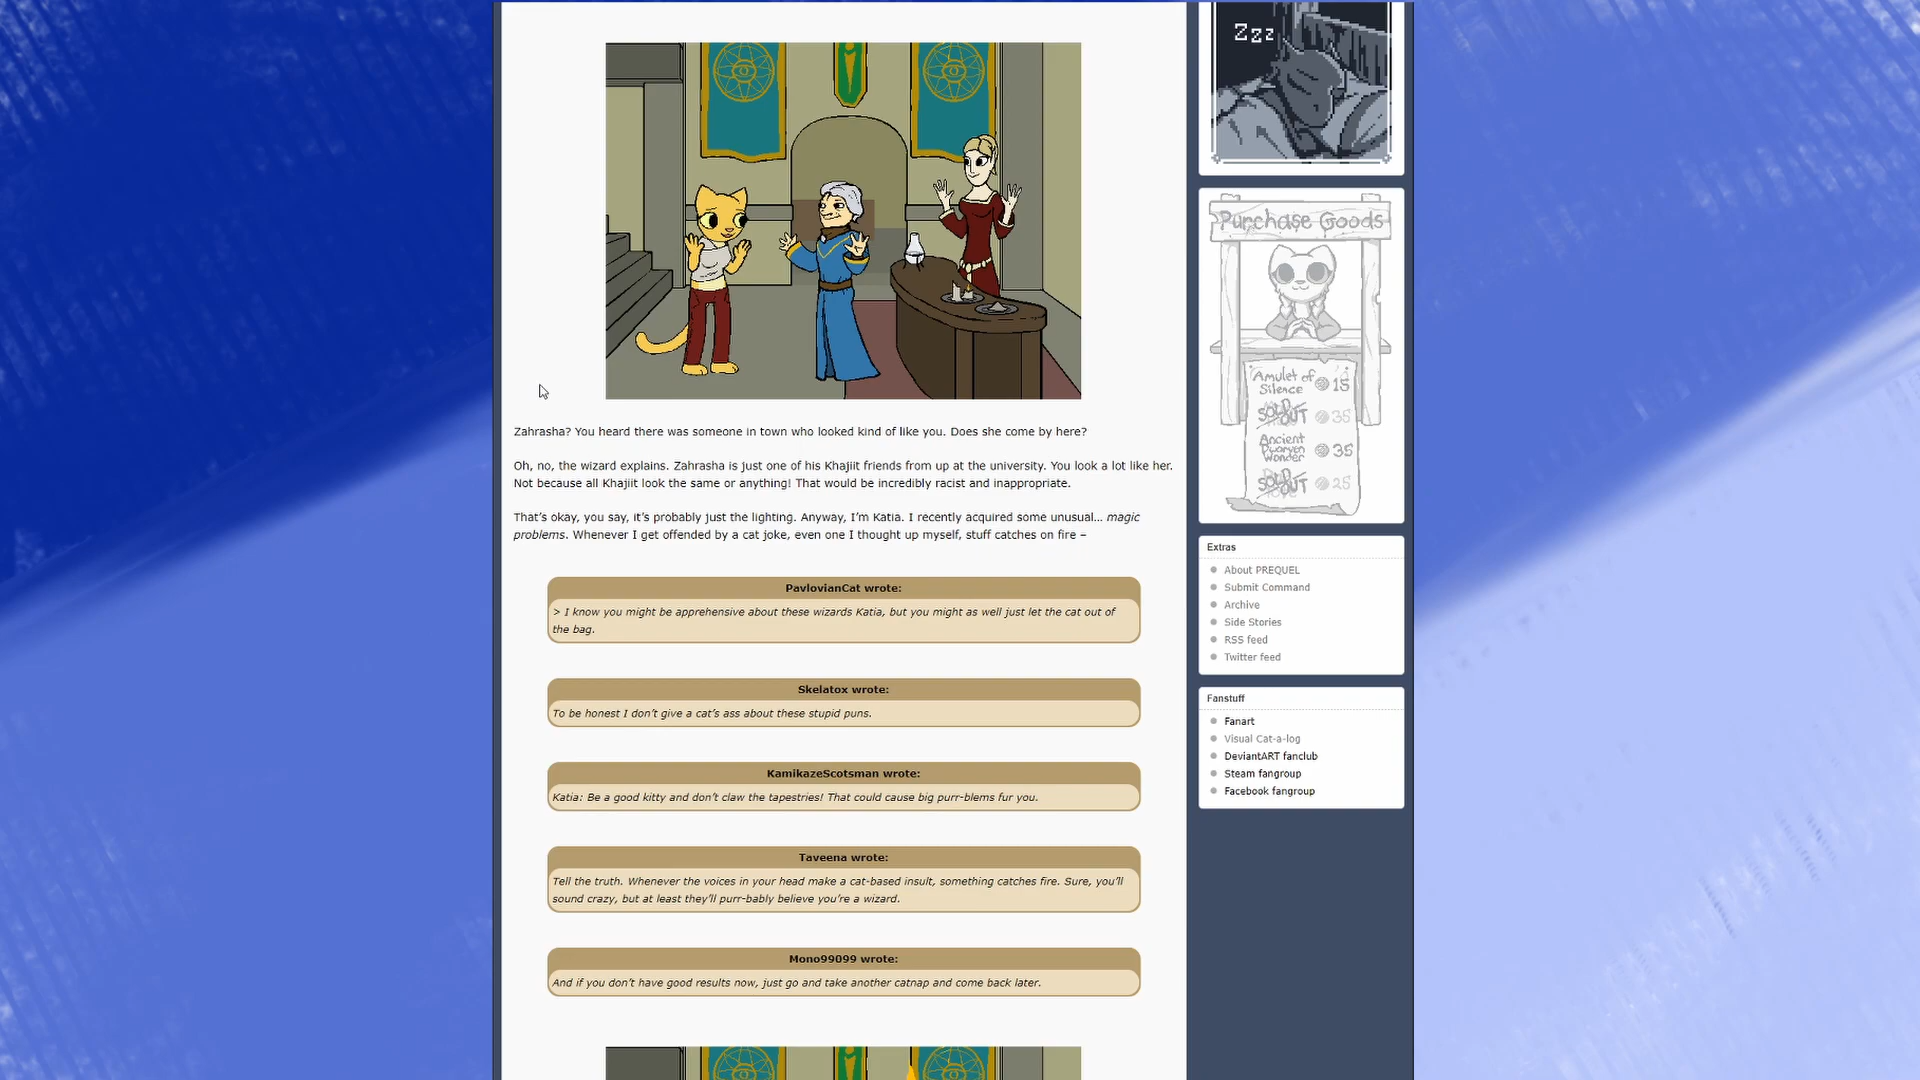 Zahrasha? You heard there was someone in town who looked kind of like you. Does she come by here?
Oh, no, the wizard explains. Zahrasha is just one of his Khajiit friends from up at the university. You look a lot like her.
Not because all Khajiit look the same or anything! That would be incredibly racist and inappropriate.
That’s okay, you say, it’s probably just the lighting. Anyway, I’m Katia. I recently acquired some unusual… magic
problems. Whenever I get offended by a cat joke, even one I thought up myself, stuff catches on fire –
PavlovianCat wrote:
> I know you might be apprehensive about these wizards Katia, but you might as well just let the cat out of
the bag.
Skelatox wrote:
To be honest I don’t give a cat’s ass about these stupid puns.
KamikazeScotsman wrote:
Katia: Be a good kitty and don’t claw the tapestries! That could cause big purr-blems fur you.
Taveena wrote:
Tell the truth. Whenever the voices in your head make a cat-based insult, something catches fire. Sure, you’ll
sound crazy, but at least they’ll purr-bably believe you’re a wizard.
Mono99099 wrote:
And if you don’t have good results now, just go and take another catnap and come back later.
Zzz
Purchase Goods
Amulet of
Silence 15
SOLD OUT 35
Ancient
Dwarven
Wonder 35
SOLD OUT 25
Extras
About PREQUEL
Submit Command
Archive
Side Stories
RSS feed
Twitter feed
Fanstuff
Fanart
Visual Cat-a-log
DeviantART fanclub
Steam fangroup
Facebook fangroup